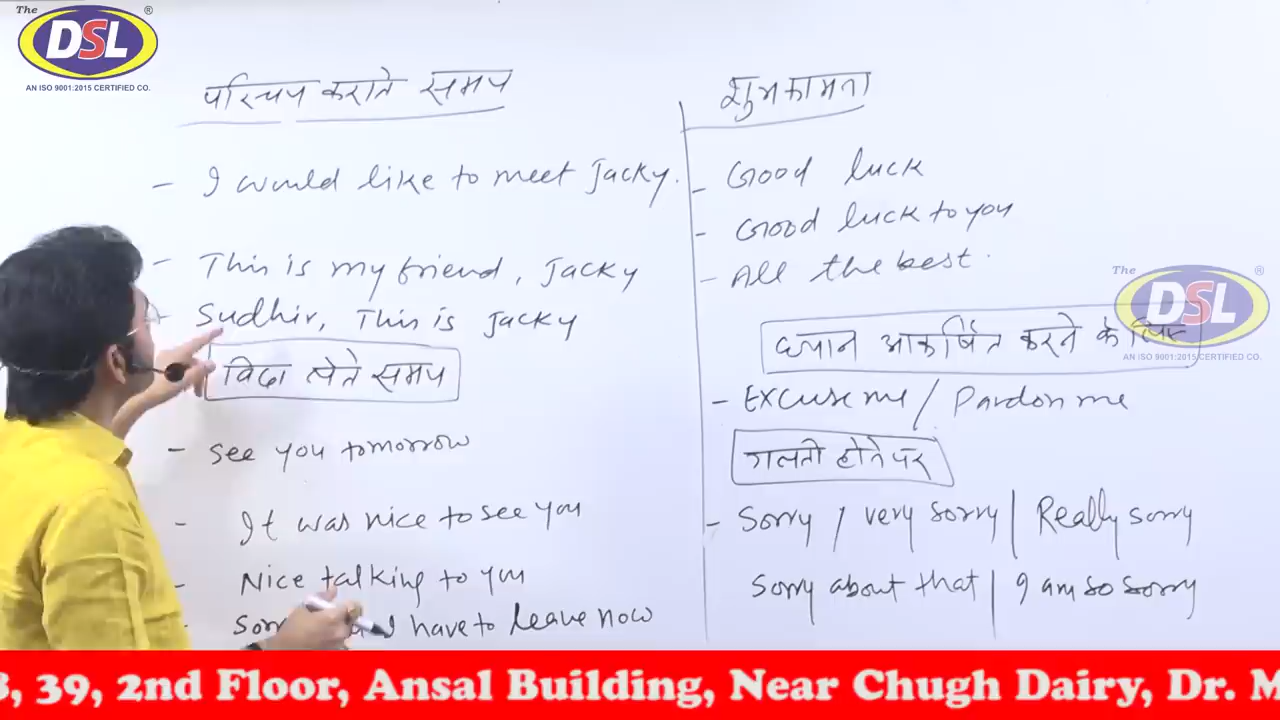 The DSL ®
AN ISO 9001:2015 CERTIFIED CO.
परिचय कराते समय
- I would like to meet Jacky.
- This is my friend, Jacky
- Sudhir, This is Jacky
विदा लेते समय
- See you tomorrow
- It was nice to see you
- Nice talking to you
- I have to leave now
शुभकामना
- Good luck
- Good luck to you
- All the best.
The DSL ®
AN ISO 9001:2015 CERTIFIED CO.
ध्यान आकर्षित करने के लिए
- Excuse me / Pardon me
गलती होने पर
- Sorry / very sorry | Really sorry
Sorry about that | I am so sorry
3, 39, 2nd Floor, Ansal Building, Near Chugh Dairy, Dr. M